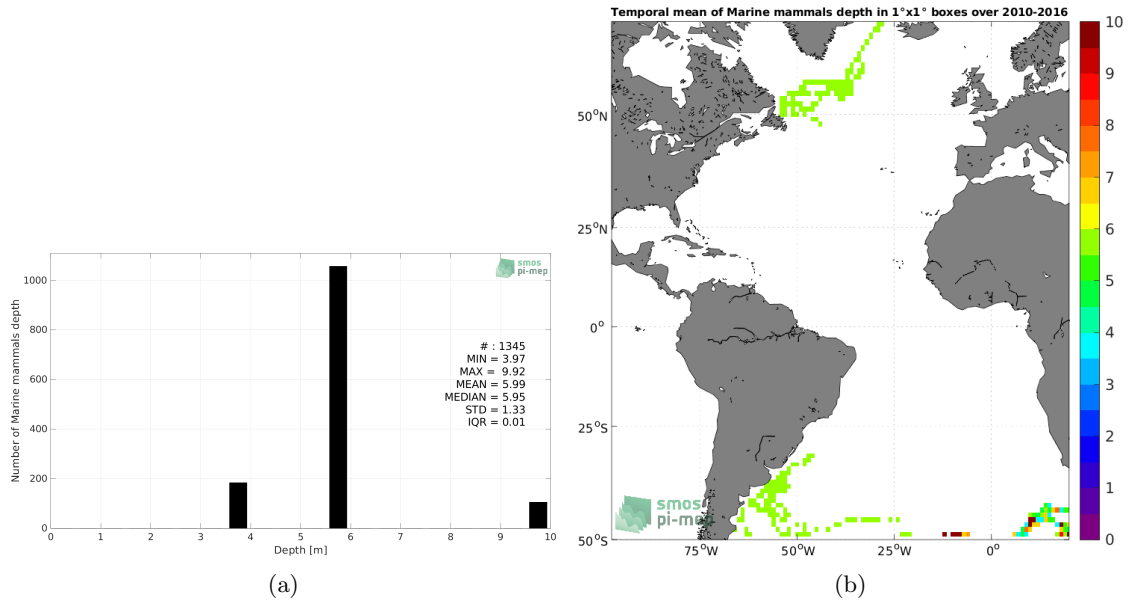 Temporal mean of Marine mammals depth in 1°x1° boxes over 2010-2016
smos
pi-mep
# : 1345
MIN = 3.97
MAX = 9.92
MEAN = 5.99
MEDIAN = 5.95
STD = 1.33
IQR = 0.01
Number of Marine mammals depth
1000
800
600
400
200
0
0 1 2 3 4 5 6 7 8 9 10
Depth [m]
(a)
50°N
25°N
0°
25°S
50°S
75°W 50°W 25°W 0°
smos
pi-mep
10
9
8
7
6
5
4
3
2
1
0
(b)